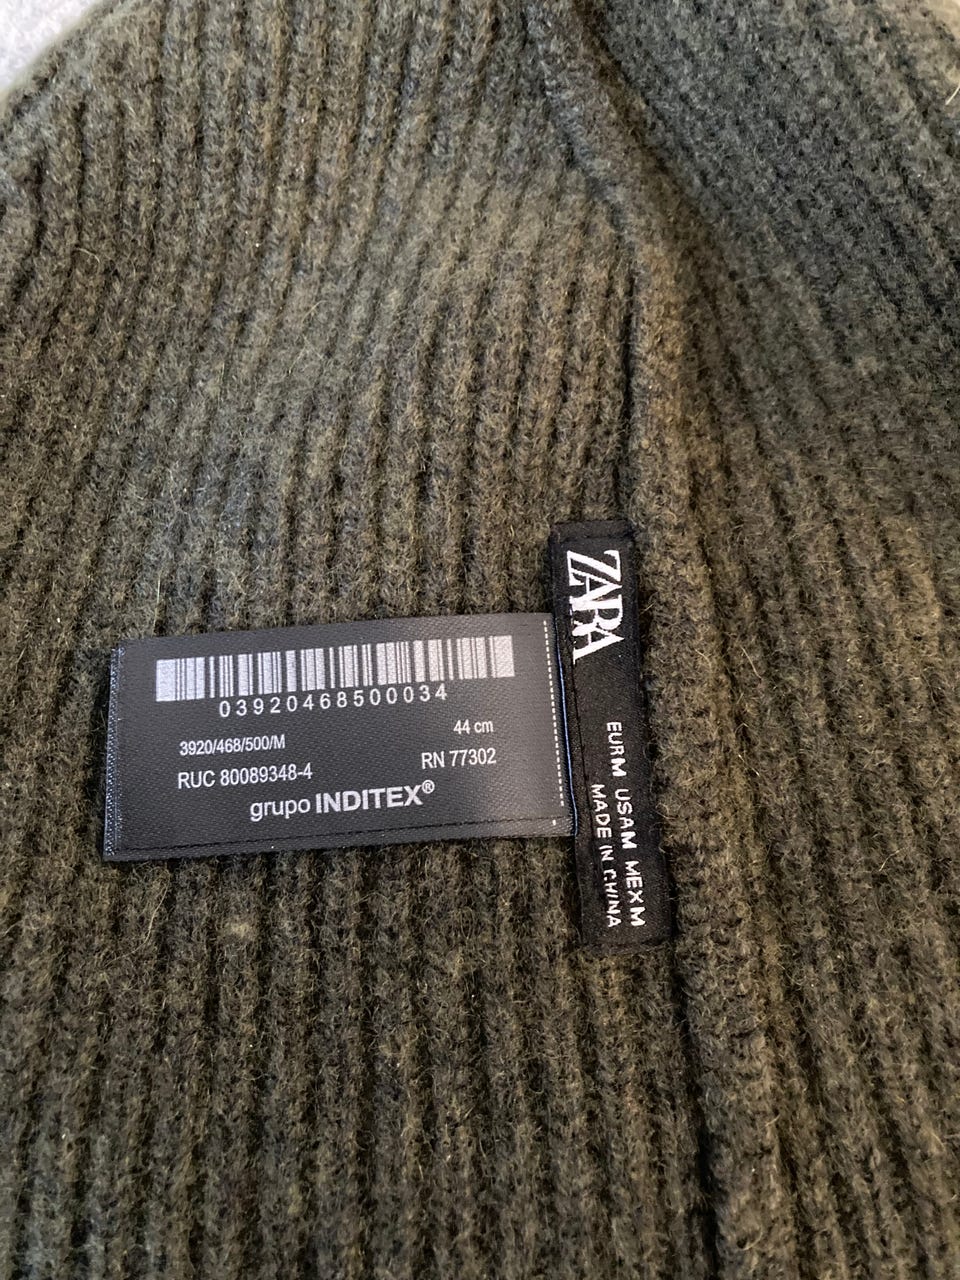 03920468500034
44 cm
3920/468/500/M
RN 77302
RUC 80089348-4
grupo INDITEX®
ZARA
EURM USAM MEXM
MADE IN CHINA